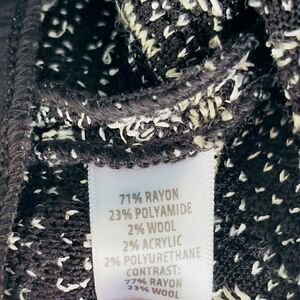 71% RAYON
23% POLYAMIDE
2% WOOL
2% ACRYLIC
2% POLYURETHANE
CONTRAST:
77% RAYON
23% WOOL